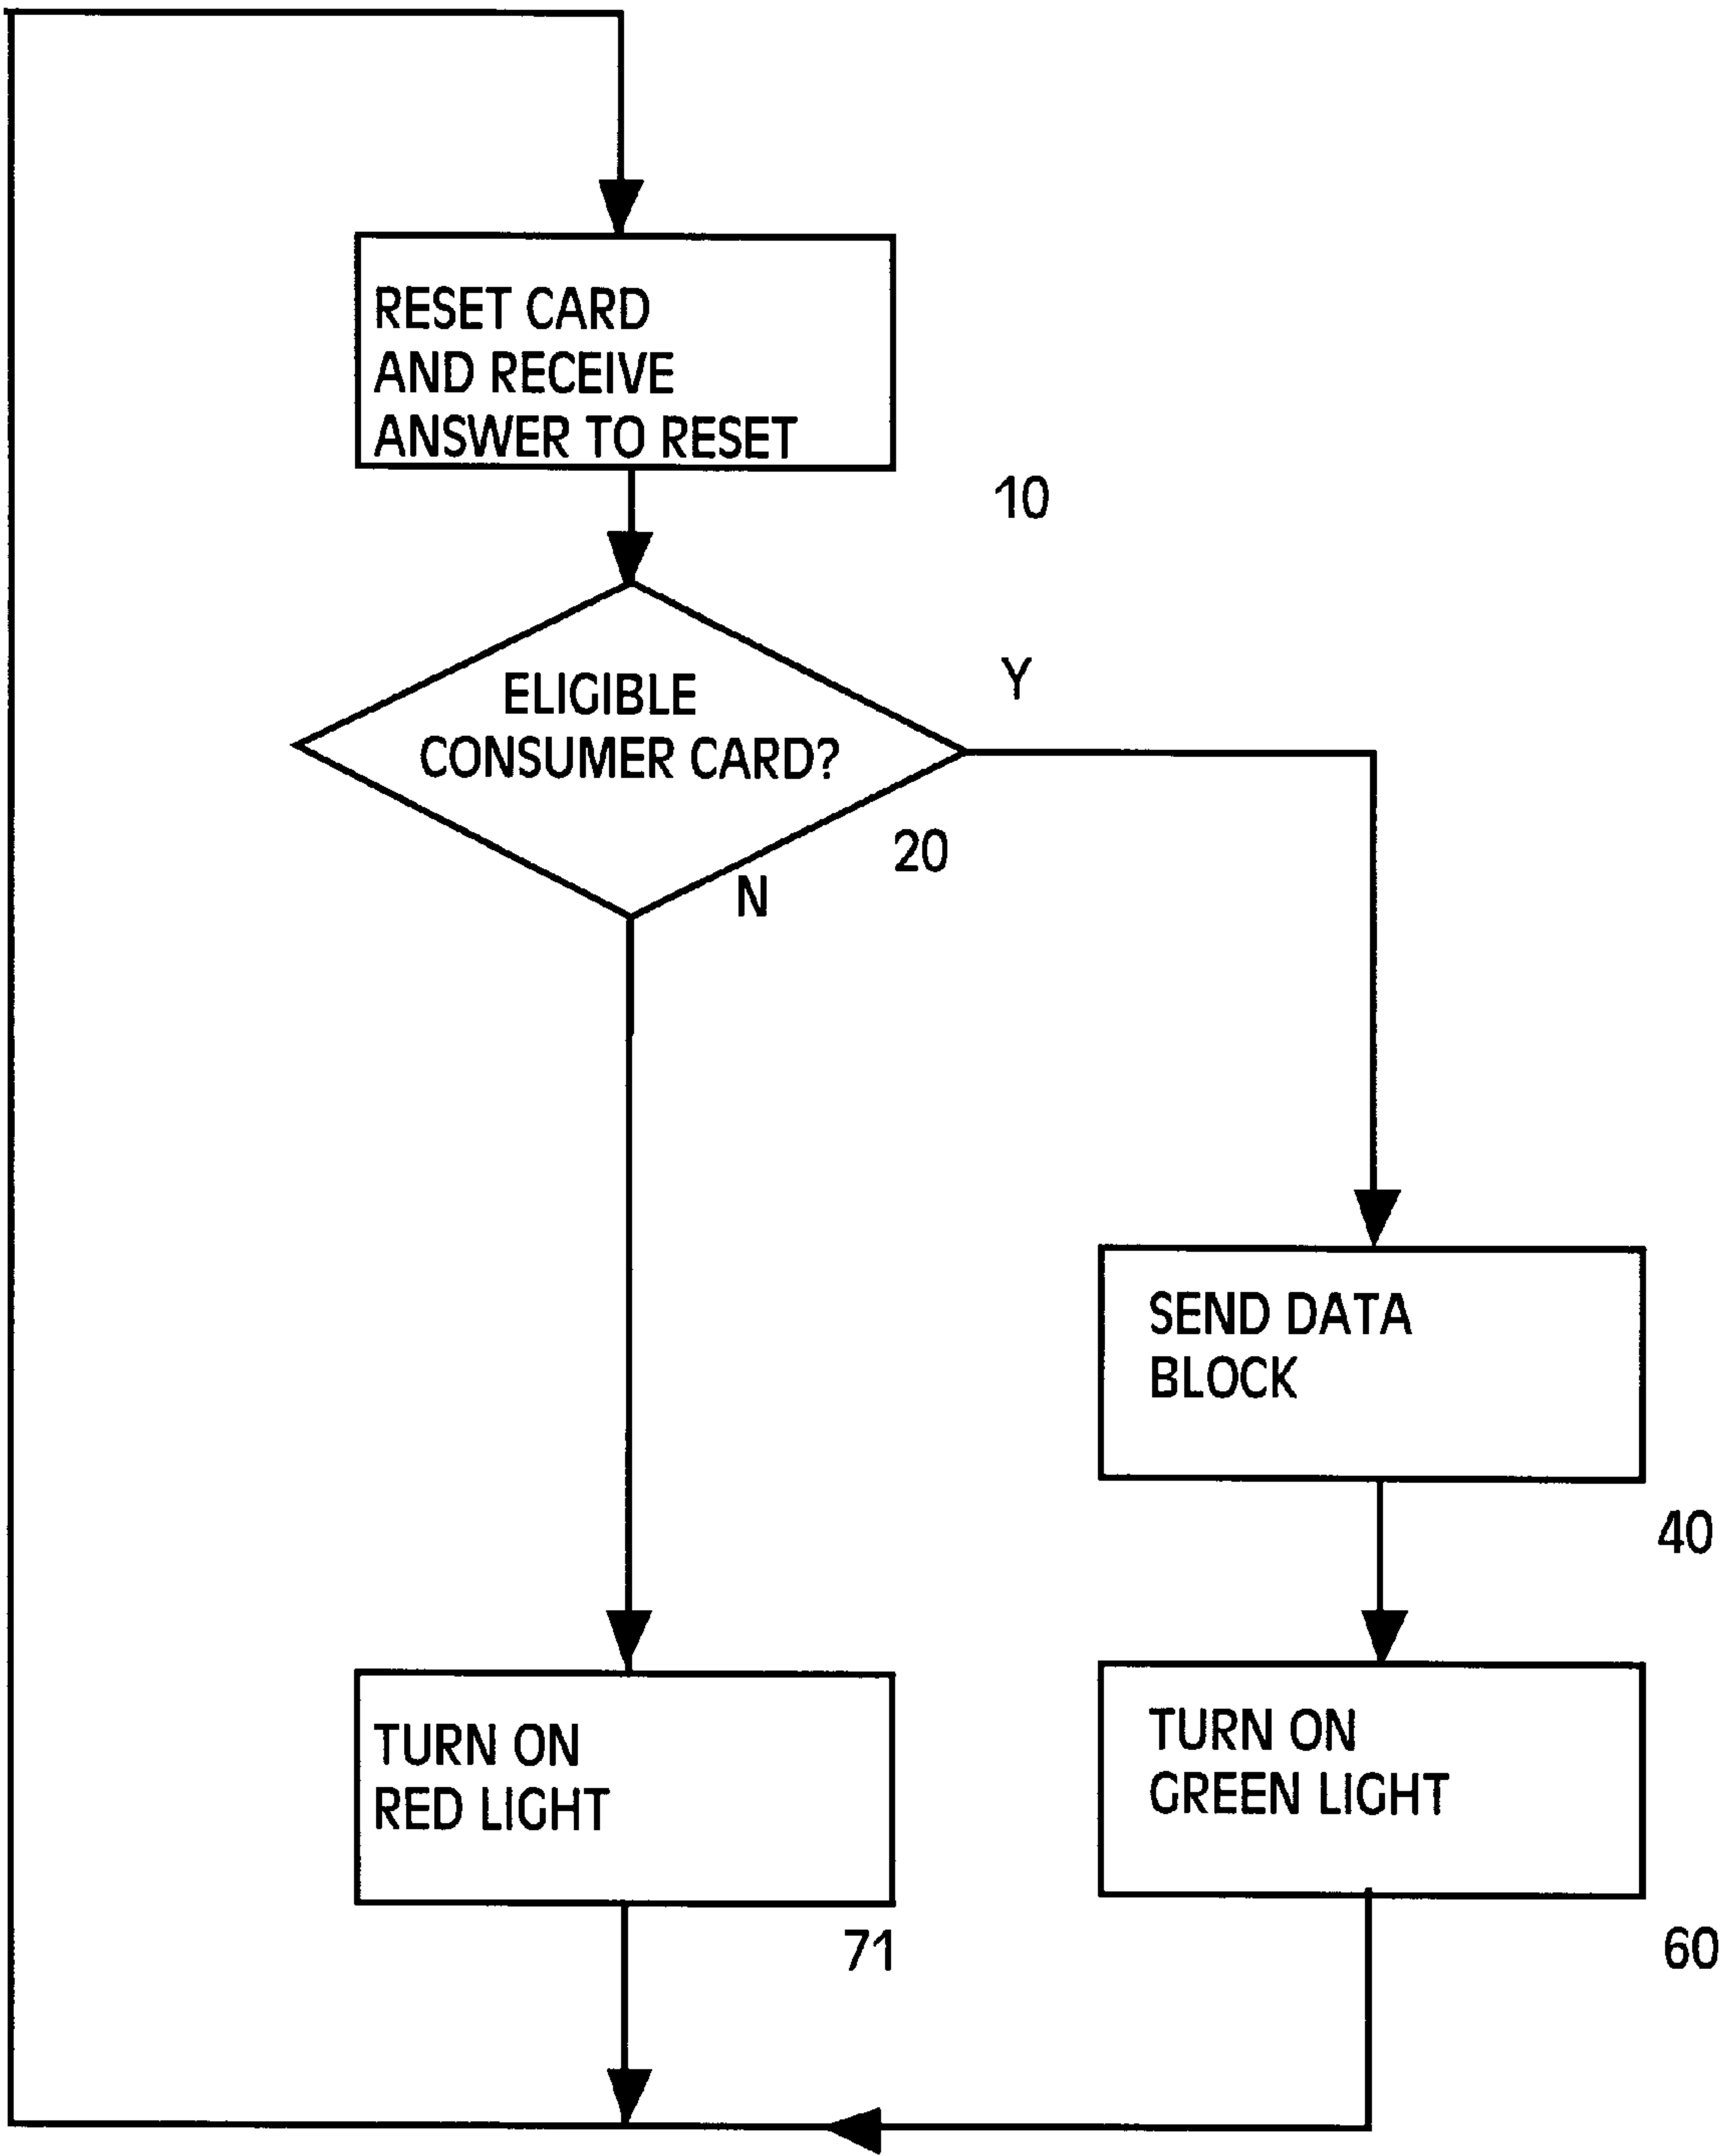 RESET CARD
AND RECEIVE
ANSWER TO RESET
10
ELIGIBLE
CONSUMER CARD?
Y
20
N
SEND DATA
BLOCK
40
TURN ON
RED LIGHT
71
TURN ON
GREEN LIGHT
60